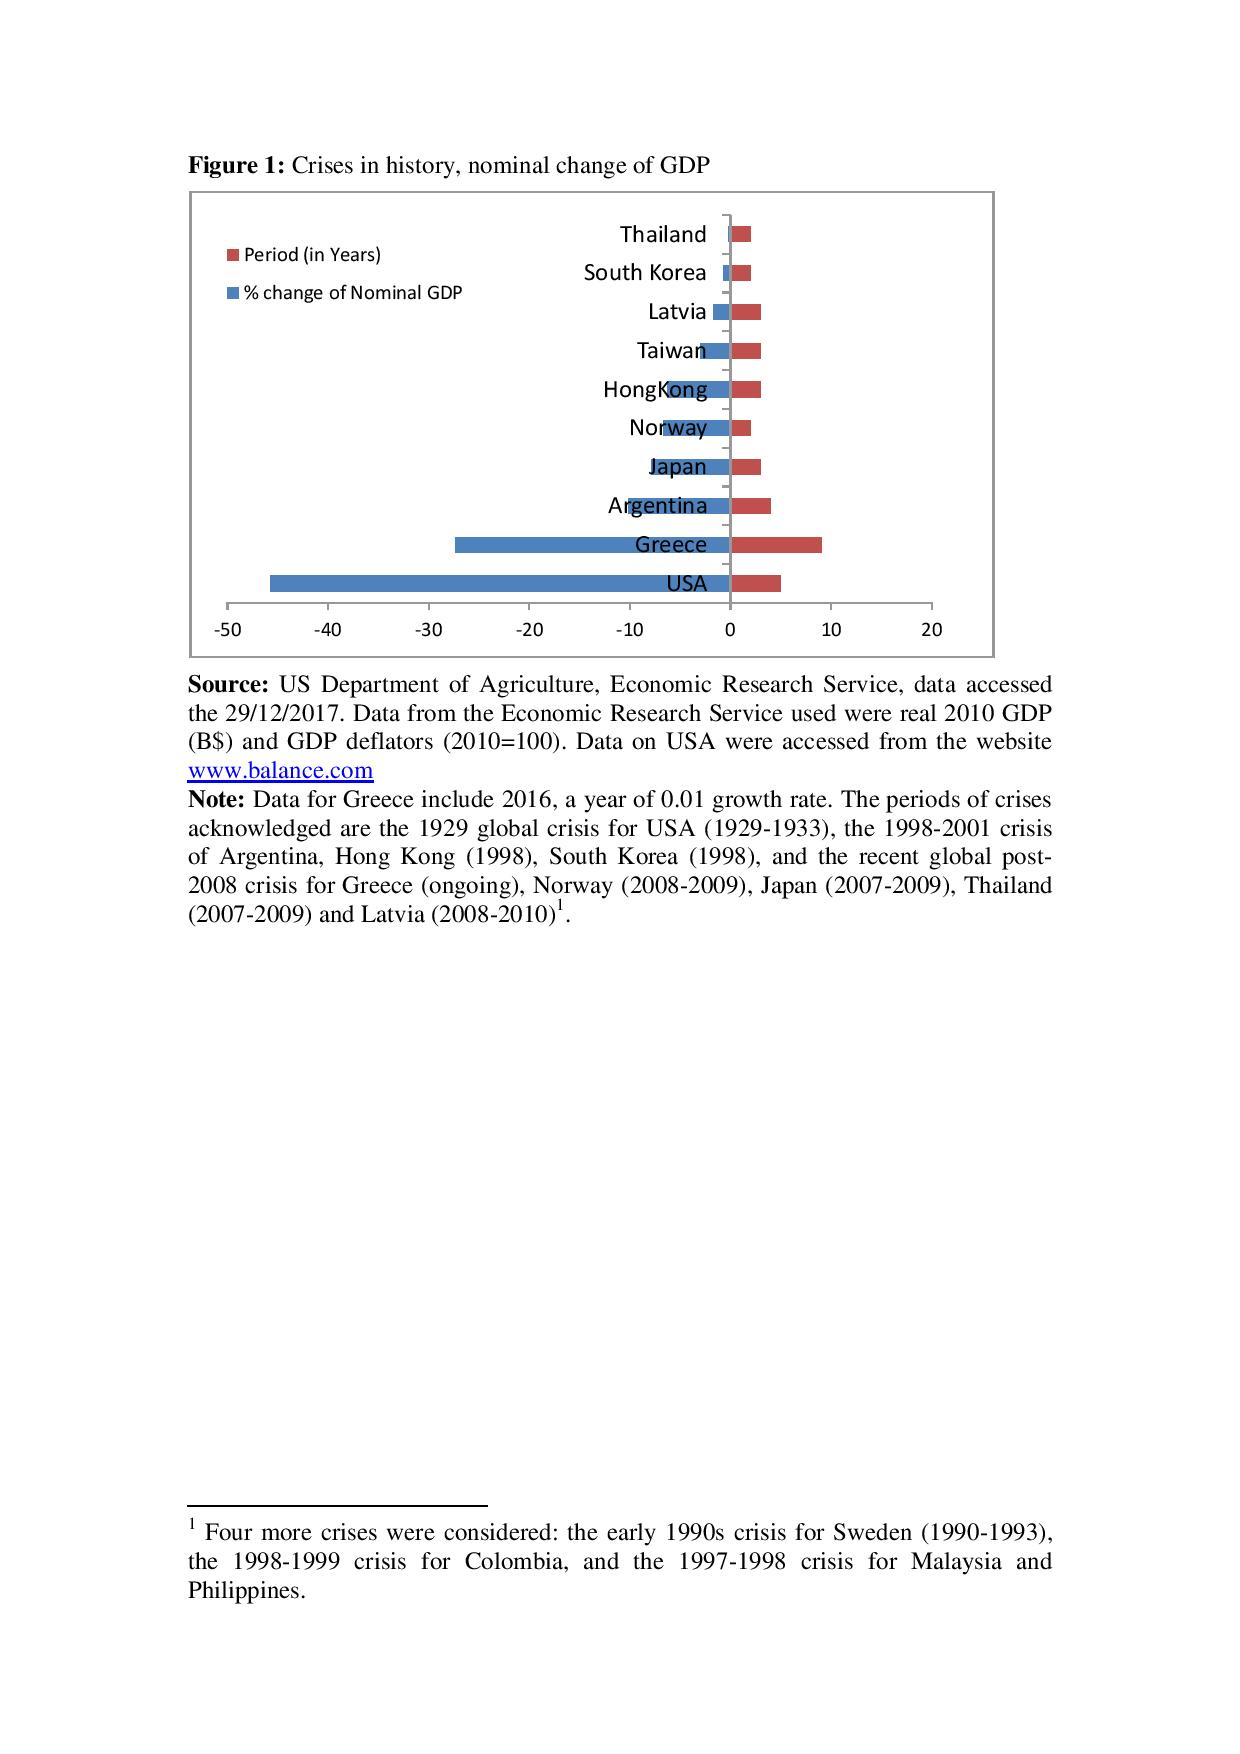 Figure 1: Crises in history, nominal change of GDP
Period (in Years)
% change of Nominal GDP
Thailand
South Korea
Latvia
Taiwan
HongKong
Norway
Japan
Argentina
Greece
USA
-50 -40 -30 -20 -10 0 10 20
Source: US Department of Agriculture, Economic Research Service, data accessed
the 29/12/2017. Data from the Economic Research Service used were real 2010 GDP
(B$) and GDP deflators (2010=100). Data on USA were accessed from the website
www.balance.com
Note: Data for Greece include 2016, a year of 0.01 growth rate. The periods of crises
acknowledged are the 1929 global crisis for USA (1929-1933), the 1998-2001 crisis
of Argentina, Hong Kong (1998), South Korea (1998), and the recent global post-
2008 crisis for Greece (ongoing), Norway (2008-2009), Japan (2007-2009), Thailand
(2007-2009) and Latvia (2008-2010)1.
1 Four more crises were considered: the early 1990s crisis for Sweden (1990-1993),
the 1998-1999 crisis for Colombia, and the 1997-1998 crisis for Malaysia and
Philippines.